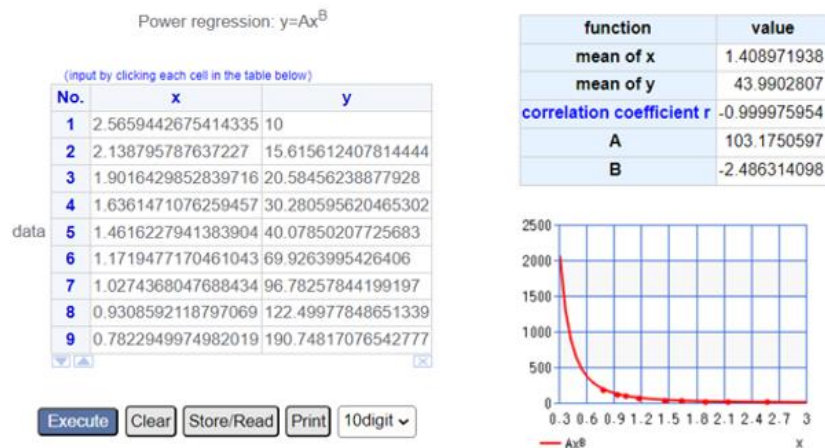 Power regression: y=Ax^B
(input by clicking each cell in the table below)
No. x y
1 2.5659442675414335 10
2 2.138795787637227 15.615612407814444
3 1.9016429852839716 20.58456238877928
4 1.6361471076259457 30.280595620465302
5 1.4616227941383904 40.07850207725683
6 1.1719477170461043 69.9263995426406
7 1.0274368047688434 96.78257844199197
8 0.9308592118797069 122.49977848651339
9 0.7822949974982019 190.74817076542777
data
Execute Clear Store/Read Print 10digit
function value
mean of x 1.408971938
mean of y 43.9902807
correlation coefficient r -0.999975954
A 103.1750597
B -2.486314098
2500
2000
1500
1000
500
0
0.3 0.6 0.9 1.2 1.5 1.8 2.1 2.4 2.7 3
Ax^B x